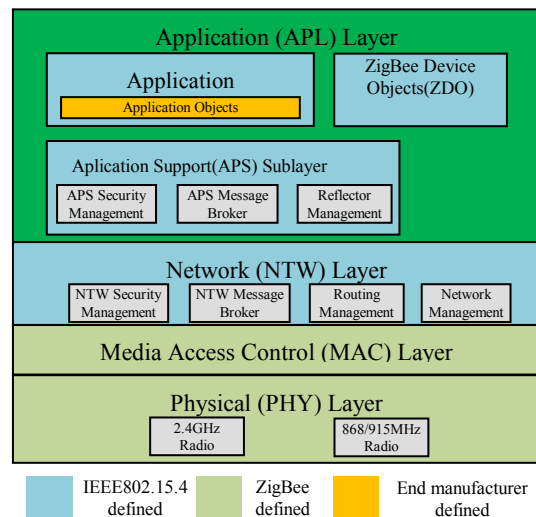 Application (APL) Layer
Application
Application Objects
ZigBee Device
Objects(ZDO)
Aplication Support(APS) Sublayer
APS Security
Management
APS Message
Broker
Reflector
Management
Network (NTW) Layer
NTW Security
Management
NTW Message
Broker
Routing
Management
Network
Management
Media Access Control (MAC) Layer
Physical (PHY) Layer
2.4GHz
Radio
868/915MHz
Radio
IEEE802.15.4
defined
ZigBee
defined
End manufacturer
defined